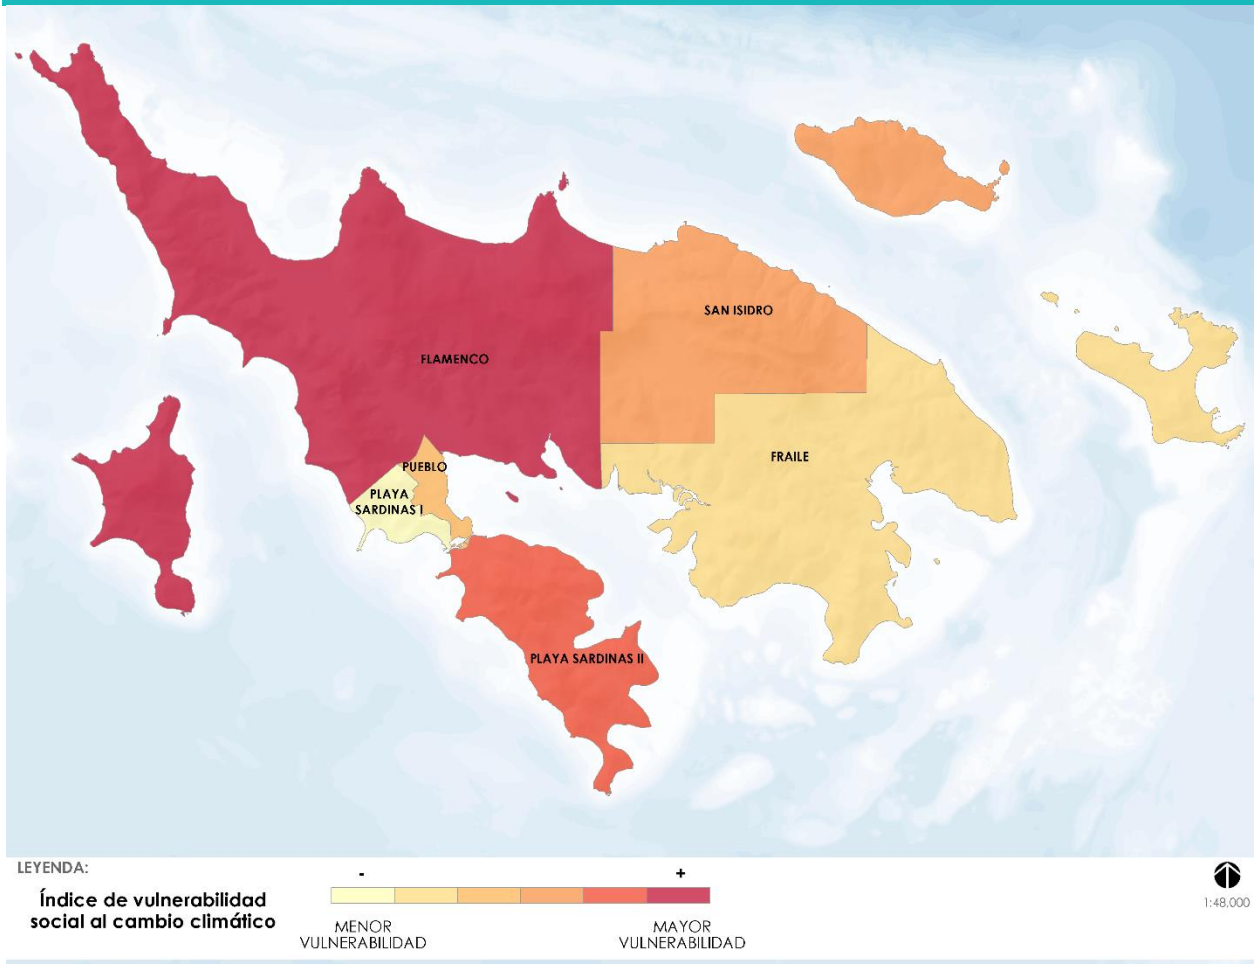 SAN ISIDRO
FLAMENCO
FRAILE
PUEBLO
PLAYA
SARDINAS I
PLAYA SARDINAS II
LEYENDA:
Índice de vulnerabilidad
social al cambio climático
-
+
MENOR
VULNERABILIDAD
MAYOR
VULNERABILIDAD
1:48,000